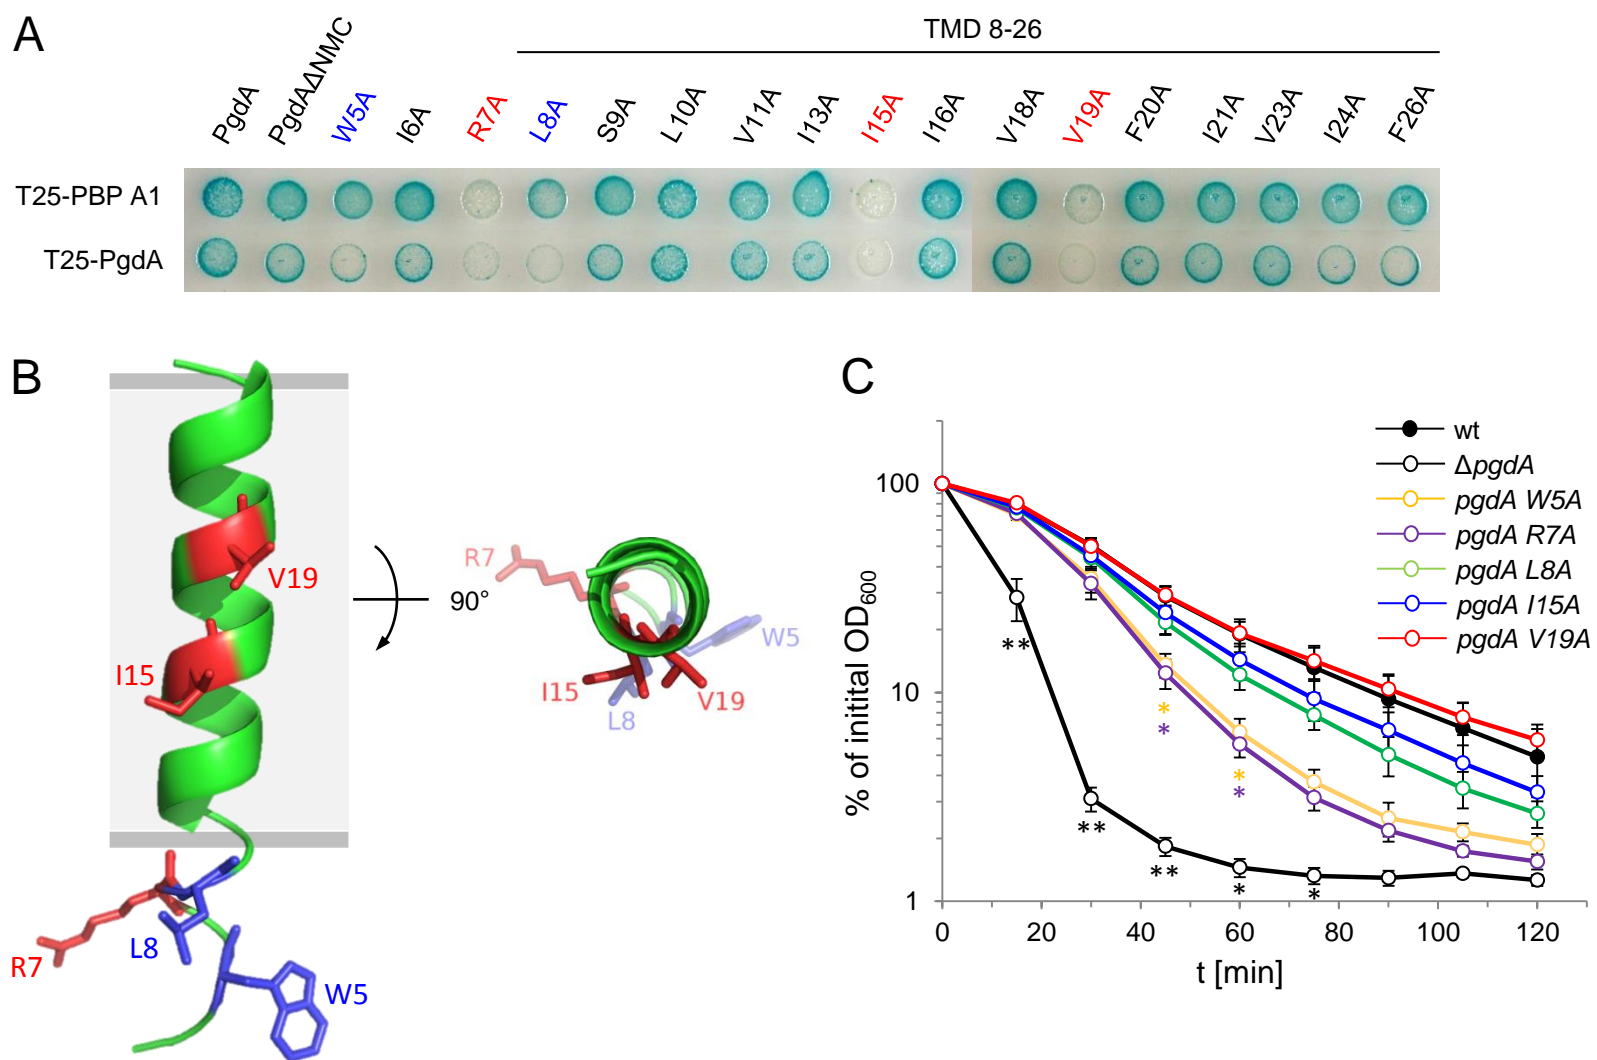 A
TMD 8-26
PgdA
PgdAΔNMC
W5A
I6A
R7A
L8A
S9A
L10A
V11A
I13A
I15A
I16A
V18A
V19A
F20A
I21A
V23A
I24A
F26A
T25-PBP A1
T25-PgdA
B
V19
I15
R7
L8
W5
90°
R7
W5
I15
L8
V19
C
% of initital OD600
100
10
1
0
20
40
60
80
100
120
t [min]
**
**
**
*
*
*
*
*
*
wt
ΔpgdA
pgdA W5A
pgdA R7A
pgdA L8A
pgdA I15A
pgdA V19A